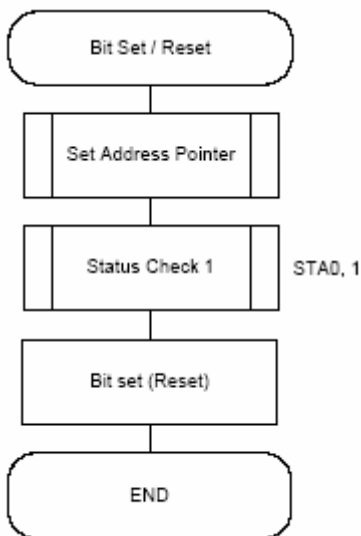 Bit Set / Reset
Set Address Pointer
Status Check 1
STA0, 1
Bit set (Reset)
END